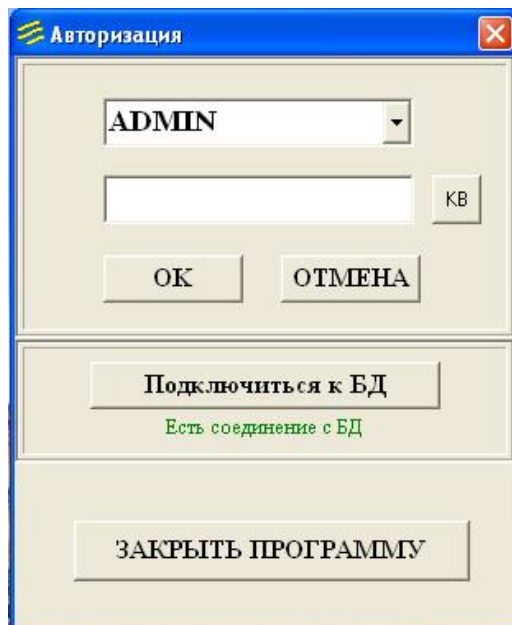 Авторизация
ADMIN
КВ
ОК
ОТМЕНА
Подключиться к БД
Есть соединение с БД
ЗАКРЫТЬ ПРОГРАММУ